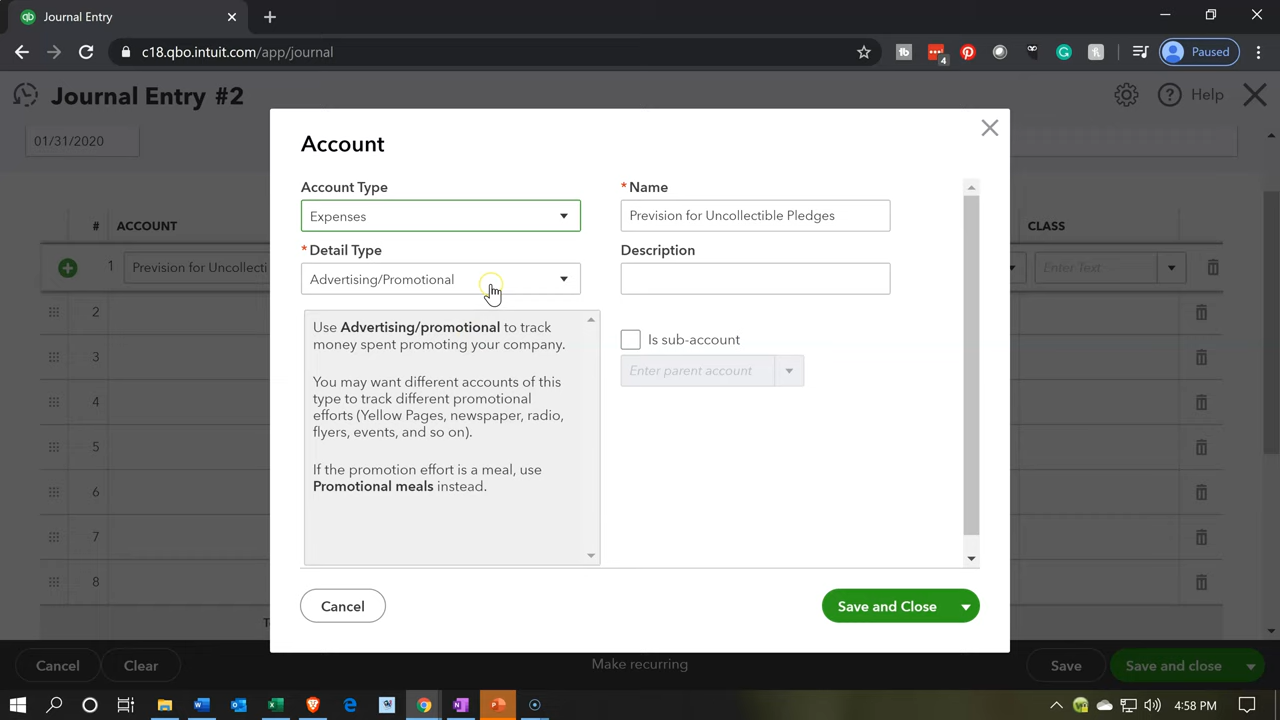 Journal Entry
c18.qbo.intuit.com/app/journal
4
Paused
Journal Entry #2
Help
01/31/2020
# ACCOUNT
CLASS
1 Prevision for Uncollecti
Enter Text
2
3
4
5
6
7
8
Account
Account Type
Expenses
* Name
Prevision for Uncollectible Pledges
* Detail Type
Advertising/Promotional
Description
Use Advertising/promotional to track
money spent promoting your company.
You may want different accounts of this
type to track different promotional
efforts (Yellow Pages, newspaper, radio,
flyers, events, and so on).
If the promotion effort is a meal, use
Promotional meals instead.
Is sub-account
Enter parent account
Cancel
Save and Close
Cancel
Clear
Make recurring
Save
Save and close
4:58 PM